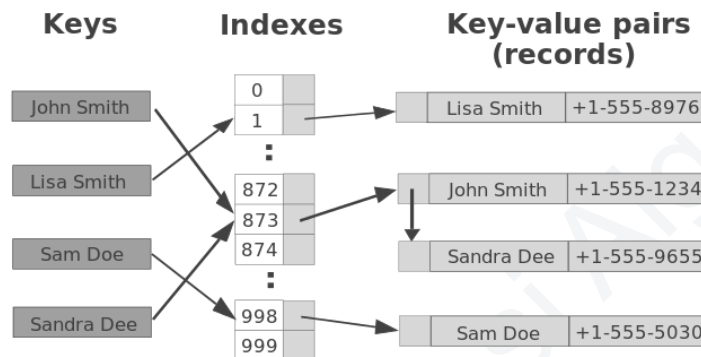 Keys
Indexes
Key-value pairs
(records)
John Smith
Lisa Smith
Sam Doe
Sandra Dee
0
1
:
872
873
874
:
998
999
Lisa Smith +1-555-8976
John Smith +1-555-1234
Sandra Dee +1-555-9655
Sam Doe +1-555-5030